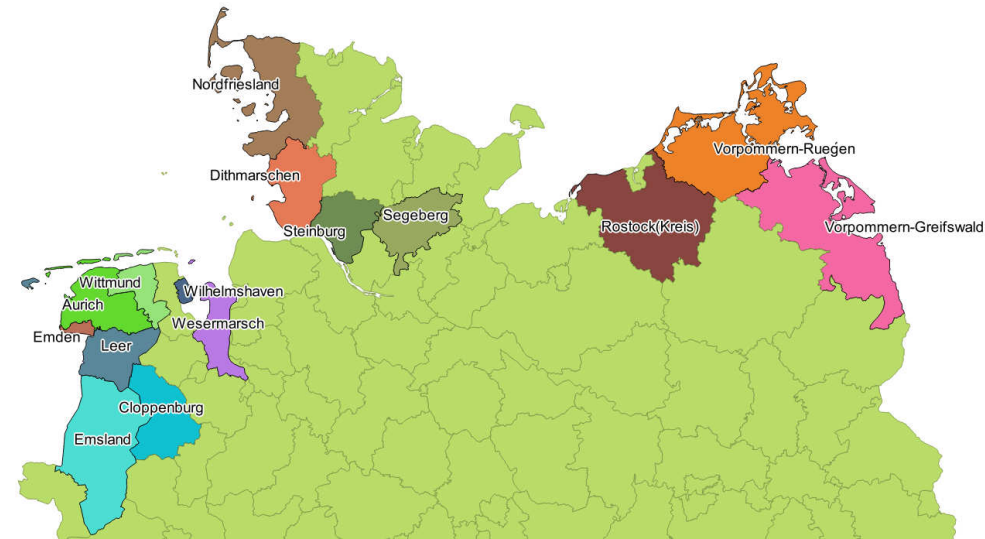 Nordfriesland
Vorpommern-Ruegen
Dithmarschen
Segeberg
Steinburg
Rostock(Kreis)
Vorpommern-Greifswald
Wittmund
Wilhelmshaven
Aurich
Wesermarsch
Emden
Leer
Cloppenburg
Emsland